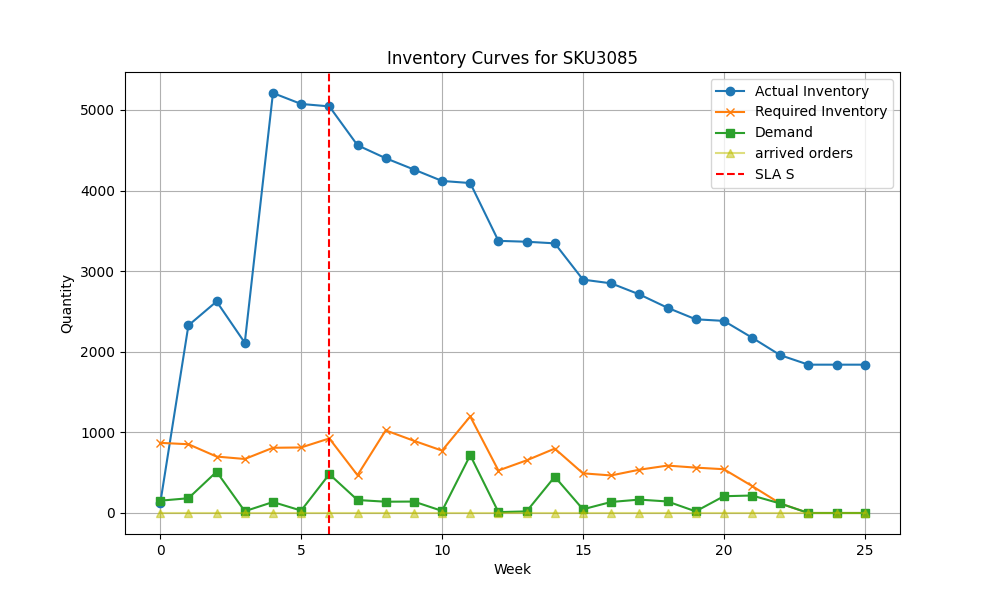 Inventory Curves for SKU3085
Actual Inventory
Required Inventory
Demand
arrived orders
SLA S
Quantity
5000
4000
3000
2000
1000
0
0 5 10 15 20 25
Week